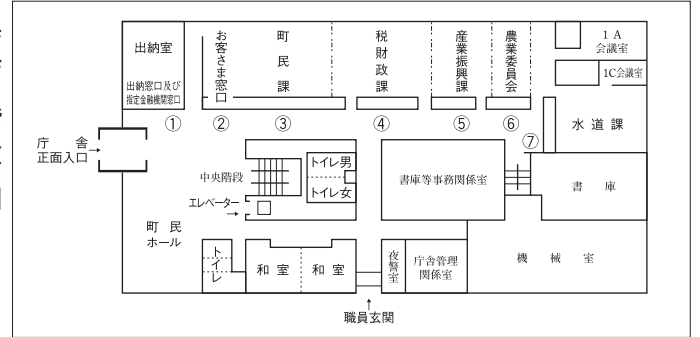 出納室
出納窓口及び
指定金融機関窓口
お客さま窓口
町民課
税財政課
産業振興課
農業委員会
1A
会議室
1C会議室
水道課
①
②
③
④
⑤
⑥
⑦
庁舎
正面入口
中央階段
トイレ男
トイレ女
エレベーター
書庫等事務関係室
書庫
町民
ホール
トイレ
和室
和室
夜警室
庁舎管理
関係室
機械室
職員玄関